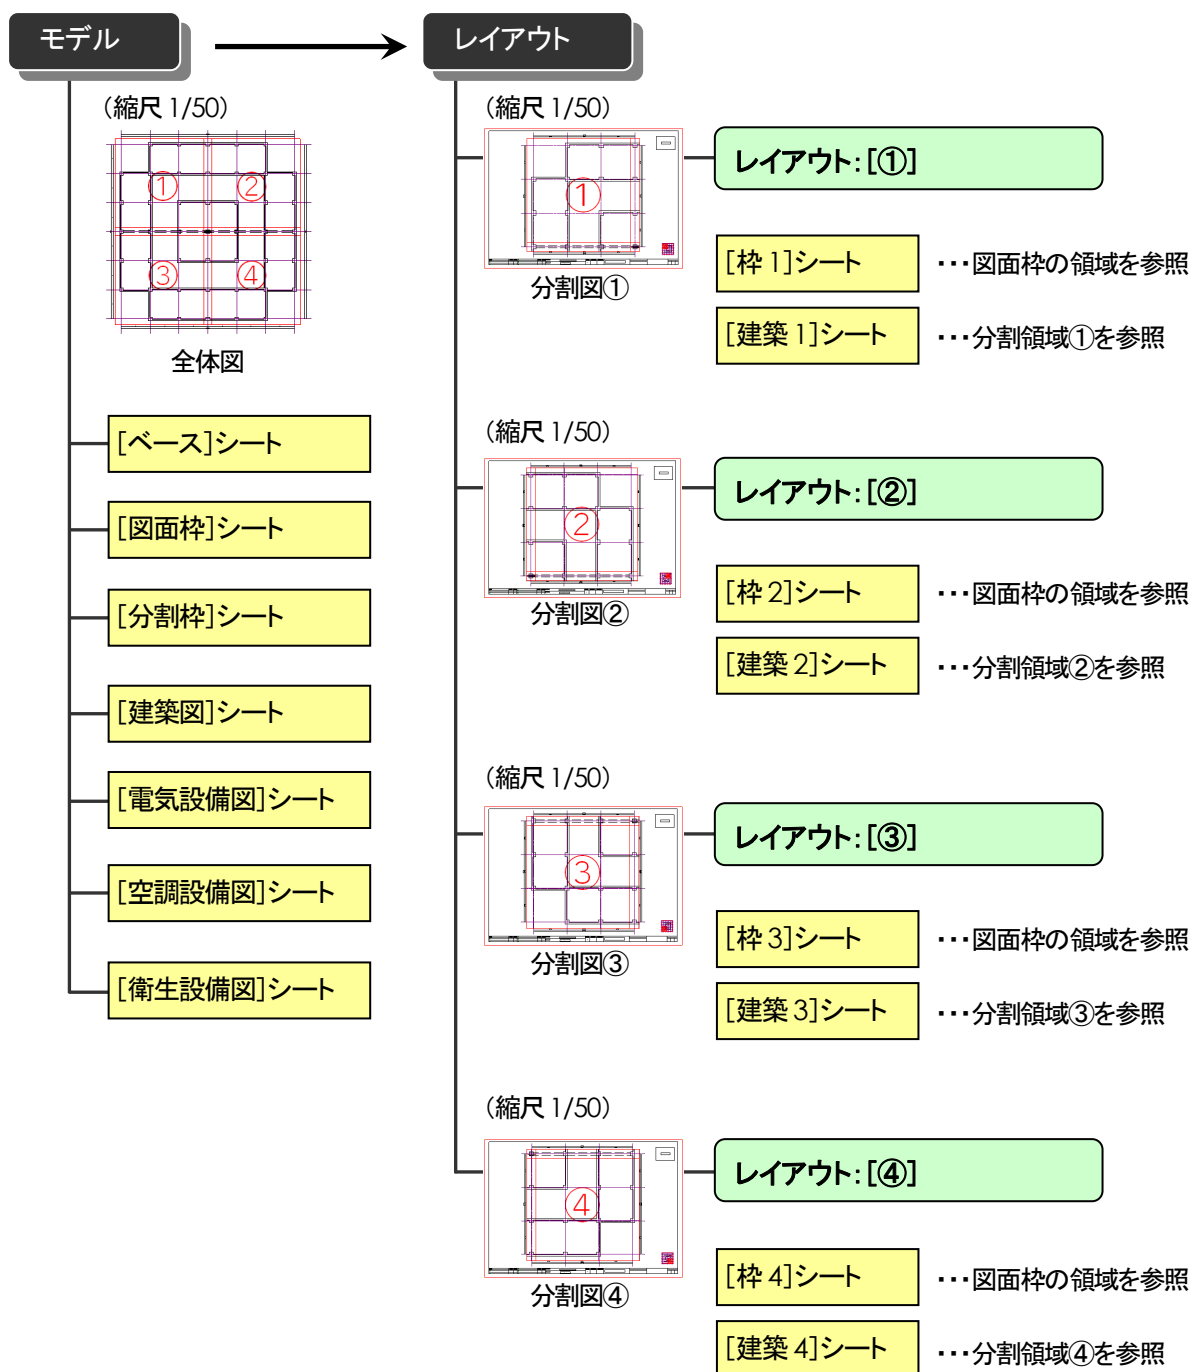 モデル
レイアウト
（縮尺 1/50）
①
②
③
④
全体図
[ベース]シート
[図面枠]シート
[分割枠]シート
[建築図]シート
[電気設備図]シート
[空調設備図]シート
[衛生設備図]シート
（縮尺 1/50）
①
分割図①
レイアウト：[①]
[枠 1]シート
･･･図面枠の領域を参照
[建築 1]シート
･･･分割領域①を参照
（縮尺 1/50）
②
分割図②
レイアウト：[②]
[枠 2]シート
･･･図面枠の領域を参照
[建築 2]シート
･･･分割領域②を参照
（縮尺 1/50）
③
分割図③
レイアウト：[③]
[枠 3]シート
･･･図面枠の領域を参照
[建築 3]シート
･･･分割領域③を参照
（縮尺 1/50）
④
分割図④
レイアウト：[④]
[枠 4]シート
･･･図面枠の領域を参照
[建築 4]シート
･･･分割領域④を参照